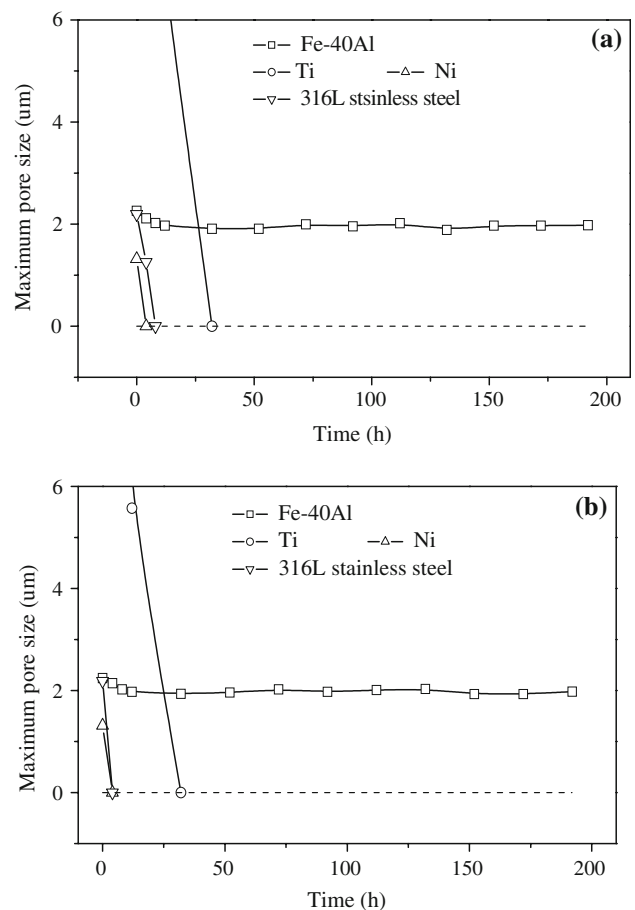 (a)
Fe-40Al
Ti Ni
316L stsinless steel
Maximum pore size (um)
6
4
2
0
0 50 100 150 200
Time (h)
(b)
Fe-40Al
Ti Ni
316L stainless steel
Maximum pore size (um)
6
4
2
0
0 50 100 150 200
Time (h)